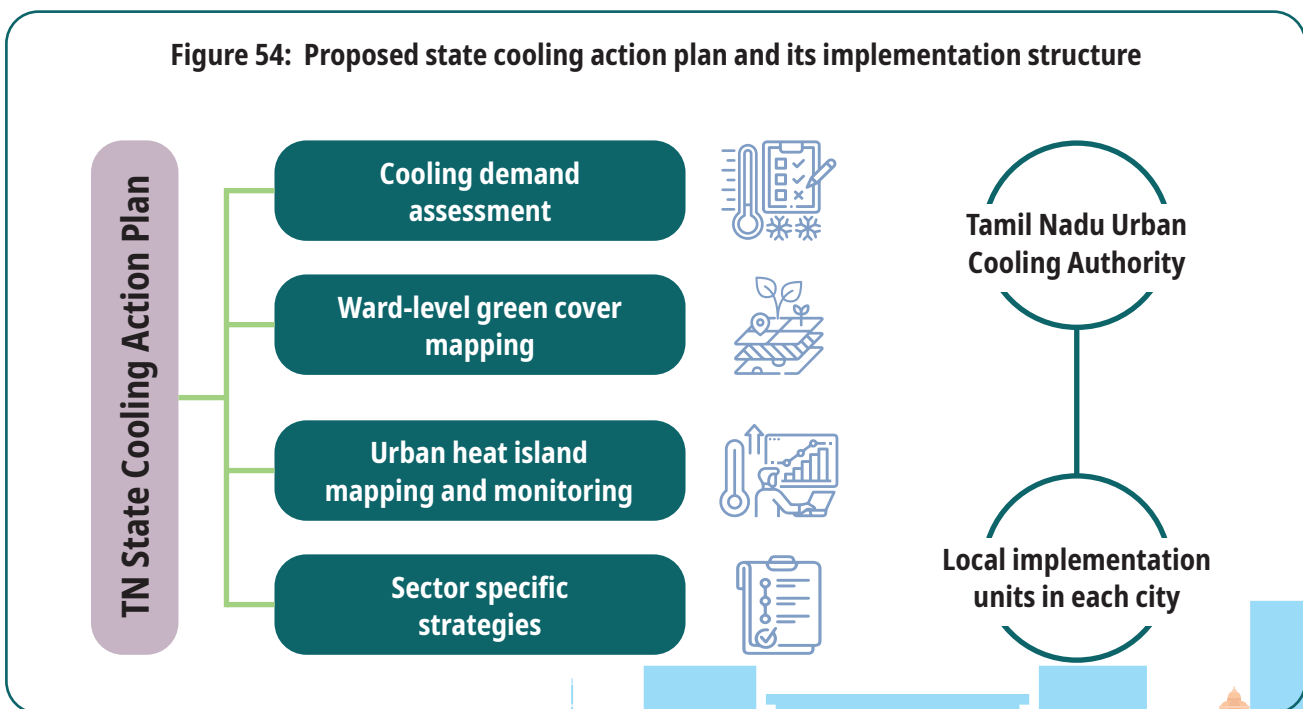 Figure 54: Proposed state cooling action plan and its implementation structure
TN State Cooling Action Plan
Cooling demand
assessment
Ward-level green cover
mapping
Urban heat island
mapping and monitoring
Sector specific
strategies
Tamil Nadu Urban
Cooling Authority
Local implementation
units in each city